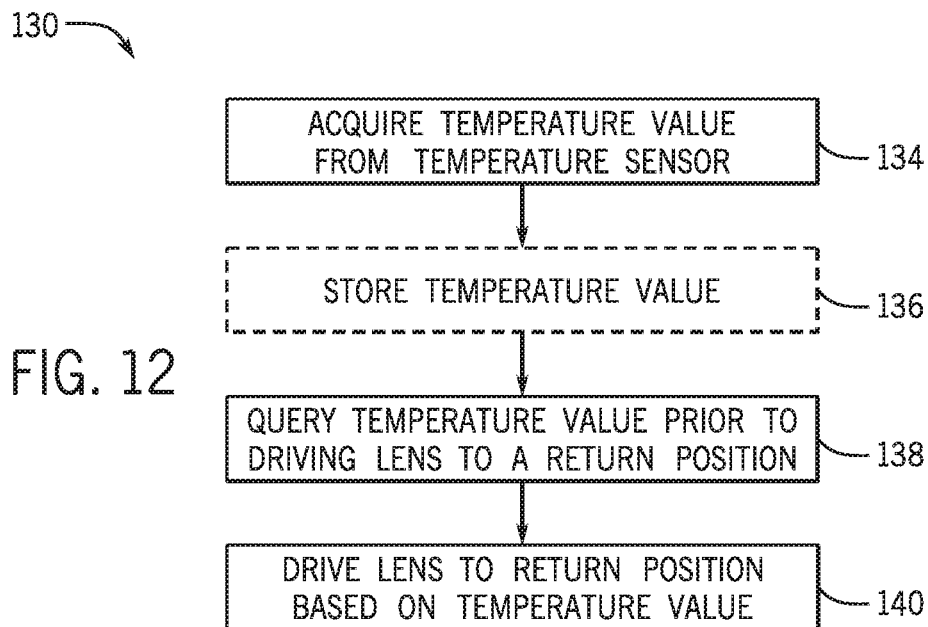 130
ACQUIRE TEMPERATURE VALUE
FROM TEMPERATURE SENSOR
134
STORE TEMPERATURE VALUE
136
FIG. 12
QUERY TEMPERATURE VALUE PRIOR TO
DRIVING LENS TO A RETURN POSITION
138
DRIVE LENS TO RETURN POSITION
BASED ON TEMPERATURE VALUE
140